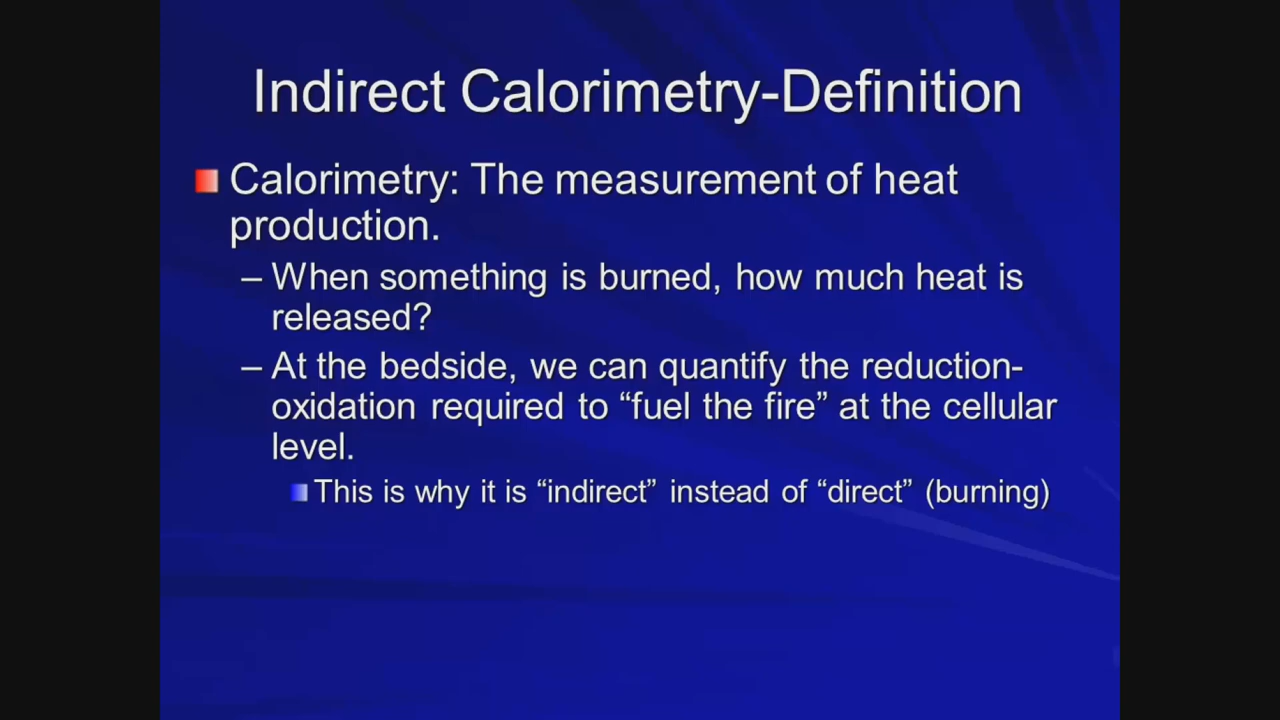 Indirect Calorimetry-Definition
Calorimetry: The measurement of heat
production.
– When something is burned, how much heat is
released?
– At the bedside, we can quantify the reduction-
oxidation required to “fuel the fire” at the cellular
level.
This is why it is “indirect” instead of “direct” (burning)